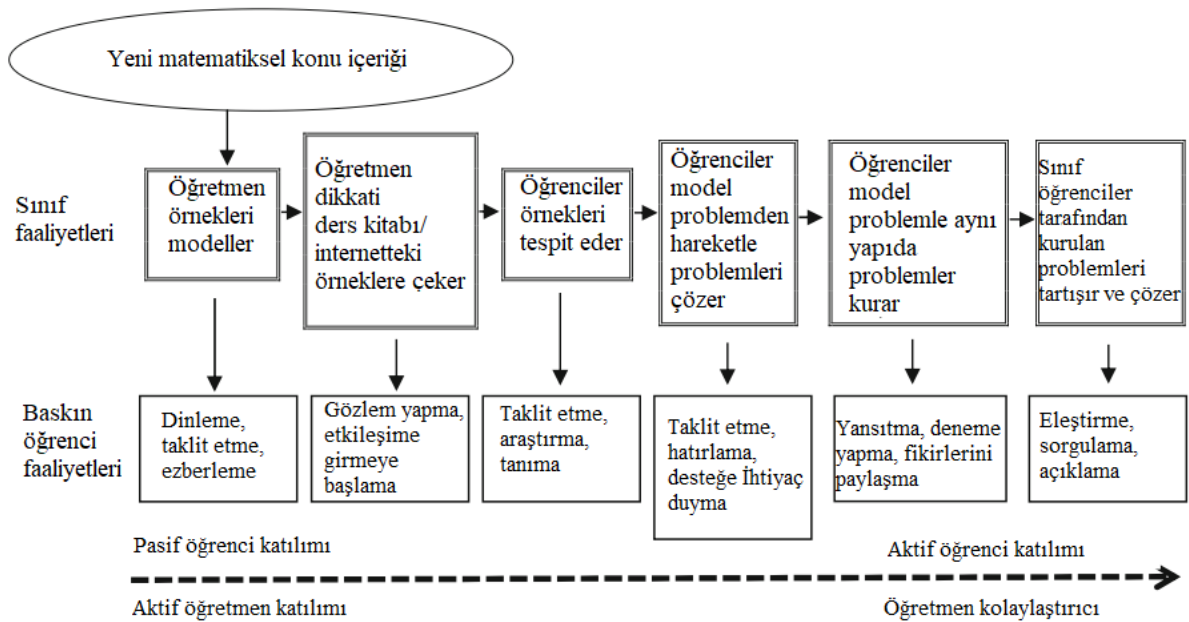 Yeni matematiksel konu içeriği
Sınıf
faaliyetleri
Öğretmen
örnekleri
modeller
Öğretmen
dikkati
ders kitabı/
internetteki
örneklere çeker
Öğrenciler
örnekleri
tespit eder
Öğrenciler
model
problemden
hareketle
problemleri
çözer
Öğrenciler
model
problemle aynı
yapıda
problemler
kurar
Sınıf
öğrenciler
tarafından
kurulan
problemleri
tartışır ve çözer
Baskın
öğrenci
faaliyetleri
Dinleme,
taklit etme,
ezberleme
Gözlem yapma,
etkileşime
girmeye
başlama
Taklit etme,
araştırma,
tanıma
Taklit etme,
hatırlama,
desteğe İhtiyaç
duyma
Yansıtma, deneme
yapma, fikirlerini
paylaşma
Eleştirme,
sorgulama,
açıklama
Pasif öğrenci katılımı
Aktif öğrenci katılımı
Aktif öğretmen katılımı
Öğretmen kolaylaştırıcı